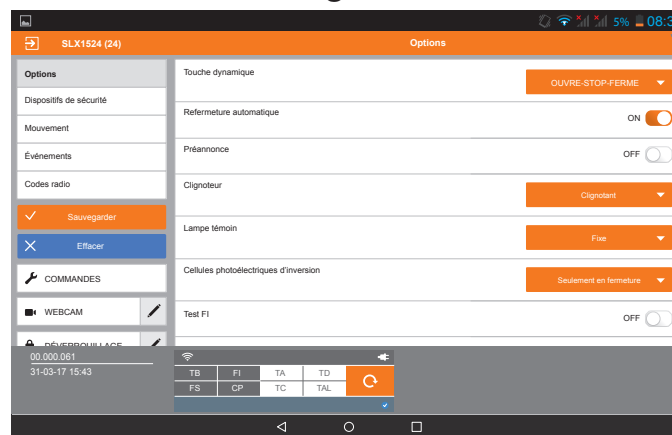 5% 08:3
SLX1524 (24) Options
Options
Dispositifs de sécurité
Mouvement
Événements
Codes radio
Sauvegarder
Effacer
COMMANDES
WEBCAM
DÉVERROUILLAGE
Touche dynamique OUVRE-STOP-FERME
Refermeture automatique ON
Préannonce OFF
Clignoteur Clignotant
Lampe témoin Fixe
Cellules photoélectriques d'inversion Seulement en fermeture
Test FI OFF
00.000.061
31-03-17 15:43
TB FI TA TD
FS CP TC TAL